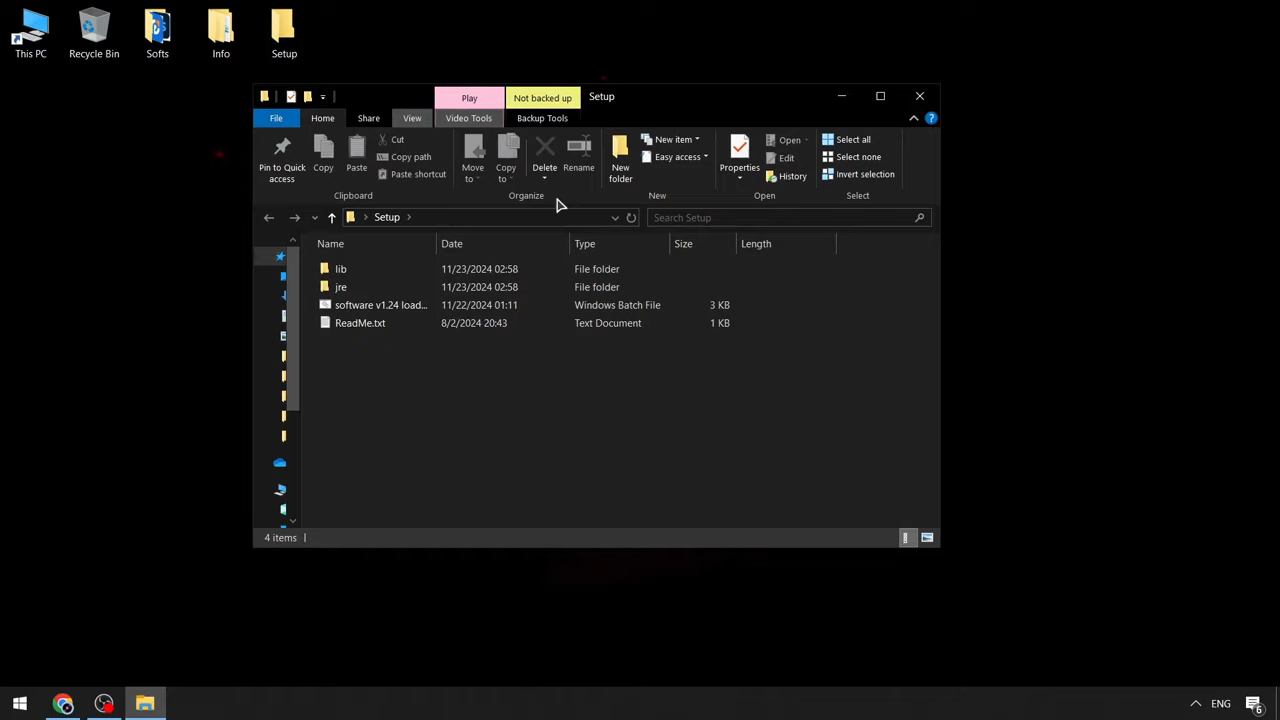 This PC
Recycle Bin
Softs
Info
Setup
Play
Not backed up
Setup
File
Home
Share
View
Video Tools
Backup Tools
Pin to Quick
access
Copy
Paste
Cut
Copy path
Paste shortcut
Clipboard
Move
to
Copy
to
Delete
Rename
Organize
New
folder
New item
Easy access
New
Properties
Open
Edit
History
Open
Select all
Select none
Invert selection
Select
Setup
Search Setup
Name
Date
Type
Size
Length
lib
11/23/2024 02:58
File folder
jre
11/23/2024 02:58
File folder
software v1.24 load...
11/22/2024 01:11
Windows Batch File
3 KB
ReadMe.txt
8/2/2024 20:43
Text Document
1 KB
4 items
ENG
6